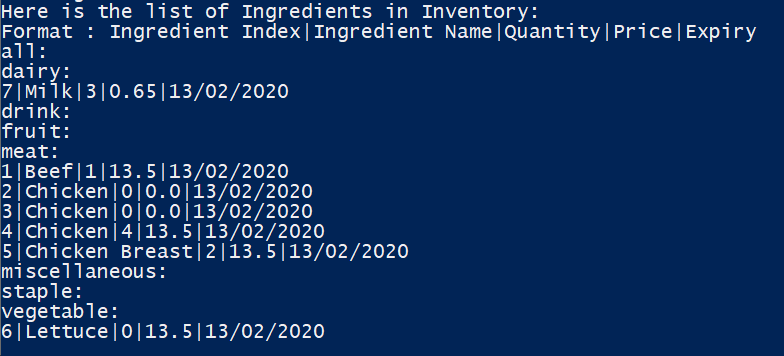 Here is the list of Ingredients in Inventory:
Format : Ingredient Index|Ingredient Name|Quantity|Price|Expiry
all:
dairy:
7|Milk|3|0.65|13/02/2020
drink:
fruit:
meat:
1|Beef|1|13.5|13/02/2020
2|Chicken|0|0.0|13/02/2020
3|Chicken|0|0.0|13/02/2020
4|Chicken|4|13.5|13/02/2020
5|Chicken Breast|2|13.5|13/02/2020
miscellaneous:
staple:
vegetable:
6|Lettuce|0|13.5|13/02/2020